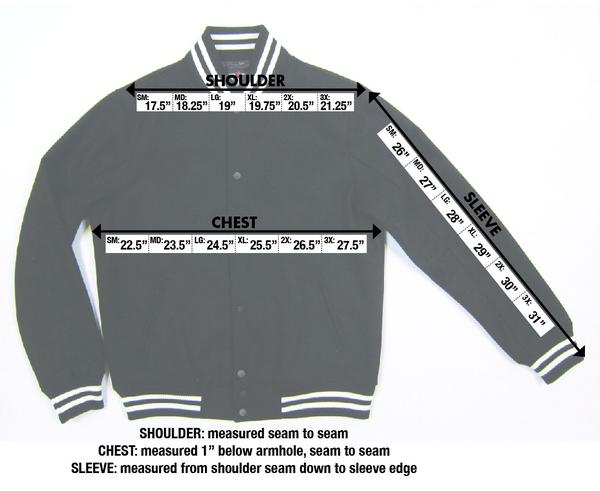 SHOULDER
SM: 17.5" MD: 18.25" LG: 19" XL: 19.75" 2X: 20.5" 3X: 21.25"
SM: 26" MD: 27" LG: 28" XL: 29" 2X: 30" 3X: 31"
SLEEVE
CHEST
SM: 22.5" MD: 23.5" LG: 24.5" XL: 25.5" 2X: 26.5" 3X: 27.5"
SHOULDER: measured seam to seam
CHEST: measured 1" below armhole, seam to seam
SLEEVE: measured from shoulder seam down to sleeve edge